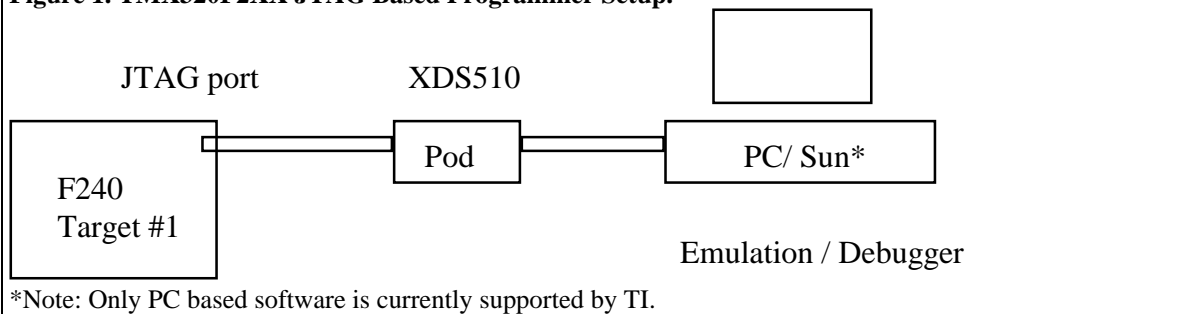 Figure 1. TMX320F2XX JTAG Based Programmer Setup.
JTAG port
XDS510
Pod
PC/ Sun*
F240
Target #1
Emulation / Debugger
*Note: Only PC based software is currently supported by TI.